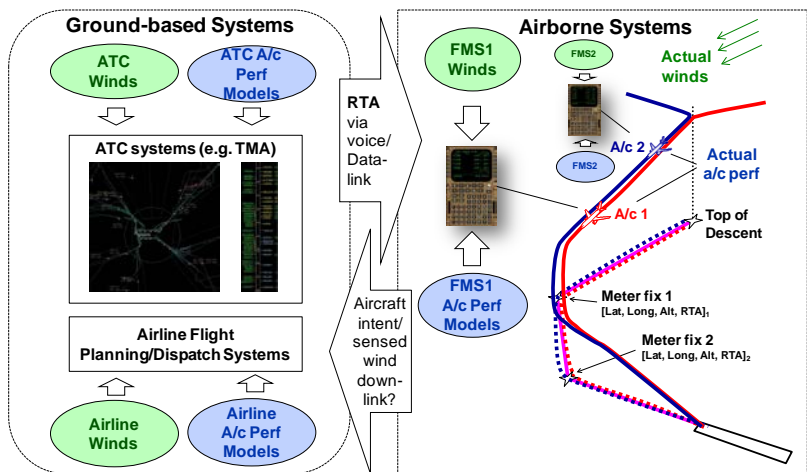 Ground-based Systems
ATC
Winds
ATC A/c
Perf
Models
ATC systems (e.g. TMA)
Airline Flight
Planning/Dispatch Systems
Airline
Winds
Airline
A/c Perf
Models
RTA
via
voice/
Data-
link
Aircraft
intent/
sensed
wind
down-
link?
Airborne Systems
FMS1
Winds
FMS2
FMS2
Actual
winds
A/c 2
Actual
a/c perf
A/c 1
Top of
Descent
FMS1
A/c Perf
Models
Meter fix 1
[Lat, Long, Alt, RTA]₁
Meter fix 2
[Lat, Long, Alt, RTA]₂